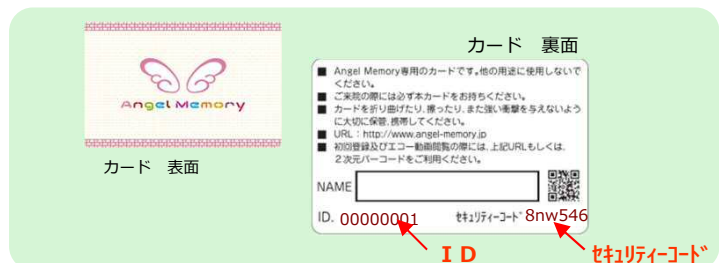 カード　裏面
Angel Memory
カード　表面
■ Angel Memory専用のカードです｡他の用途に使用しないで
ください｡
■ ご来院の際には必ず本カードをお持ちください｡
■ カードを折り曲げたり､擦ったり､また強い衝撃を与えないよう
に大切に保管､携帯してください｡
■ URL：http://www.angel-memory.jp
■ 初回登録及びエコー動画閲覧の際には､上記URLもしくは､
２次元バーコードをご利用ください｡
NAME
ID. 00000001 ｾｷｭﾘﾃｨｰｺｰﾄﾞ 8nw546
ＩＤ ｾｷｭﾘﾃｨｰｺｰﾄﾞ